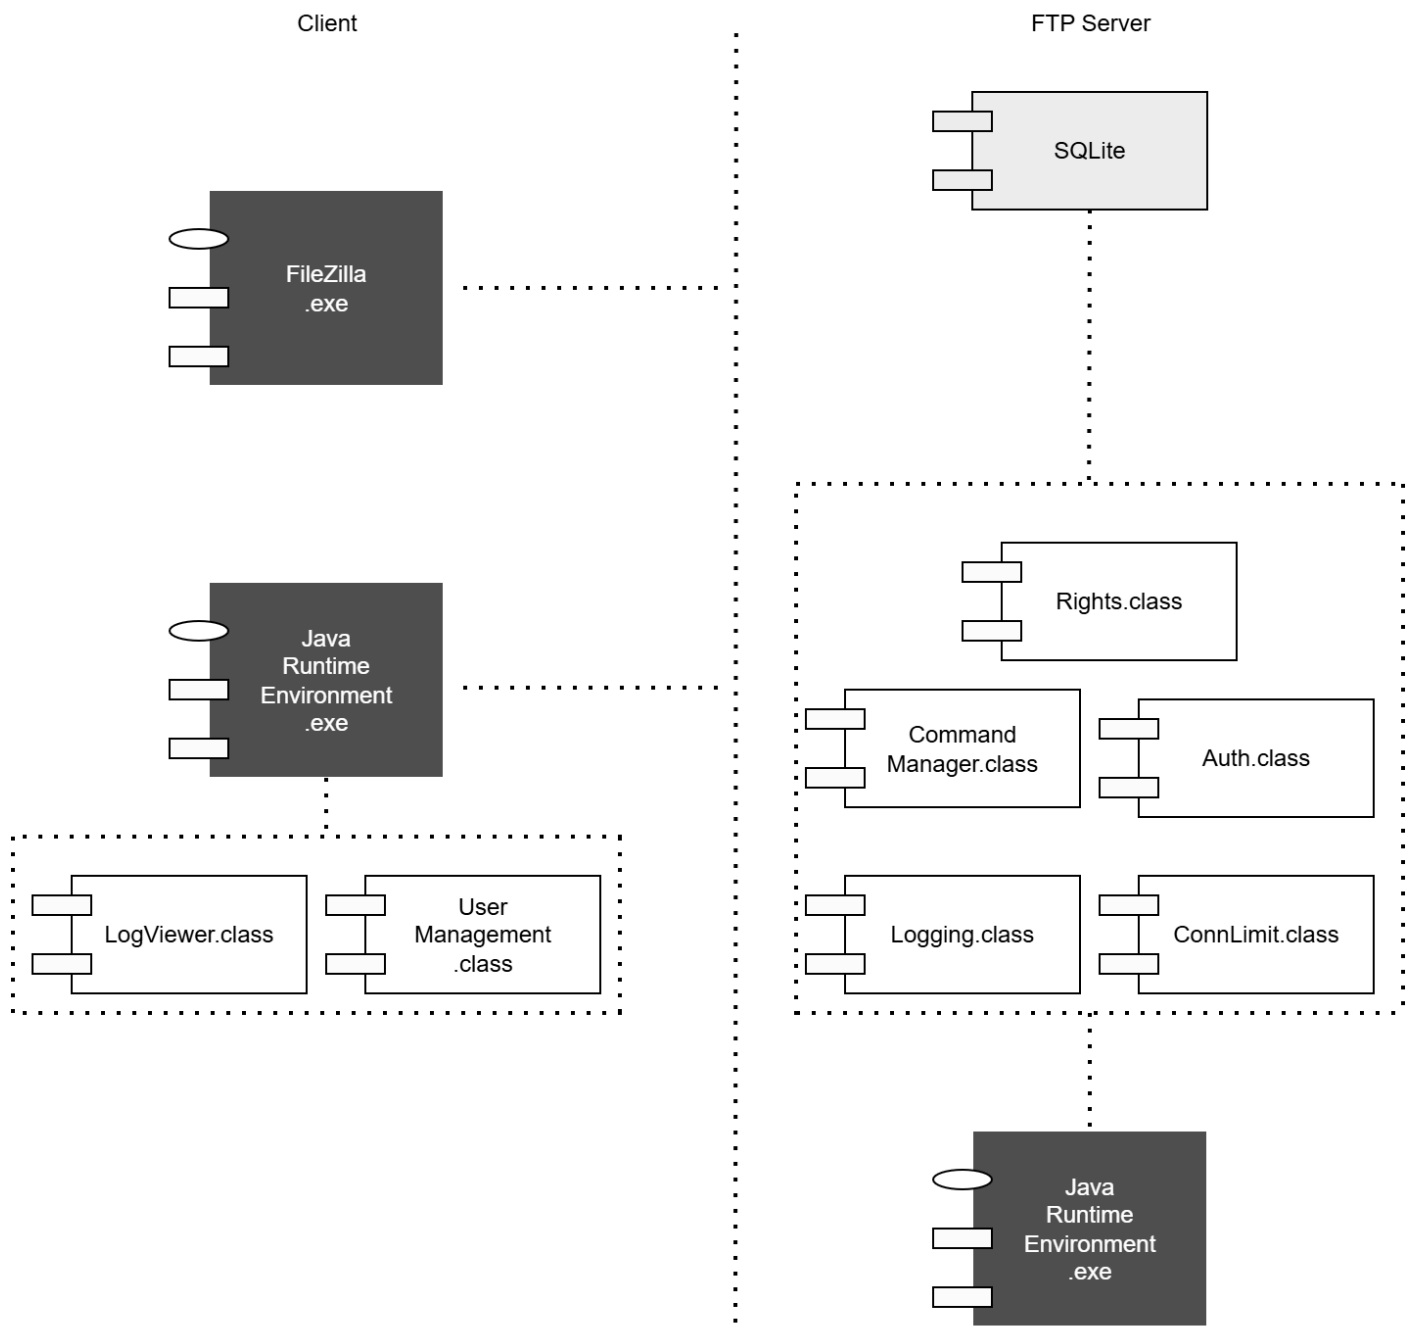 Client
FTP Server
SQLite
FileZilla
.exe
Java
Runtime
Environment
.exe
LogViewer.class
User
Management
.class
Rights.class
Command
Manager.class
Auth.class
Logging.class
ConnLimit.class
Java
Runtime
Environment
.exe